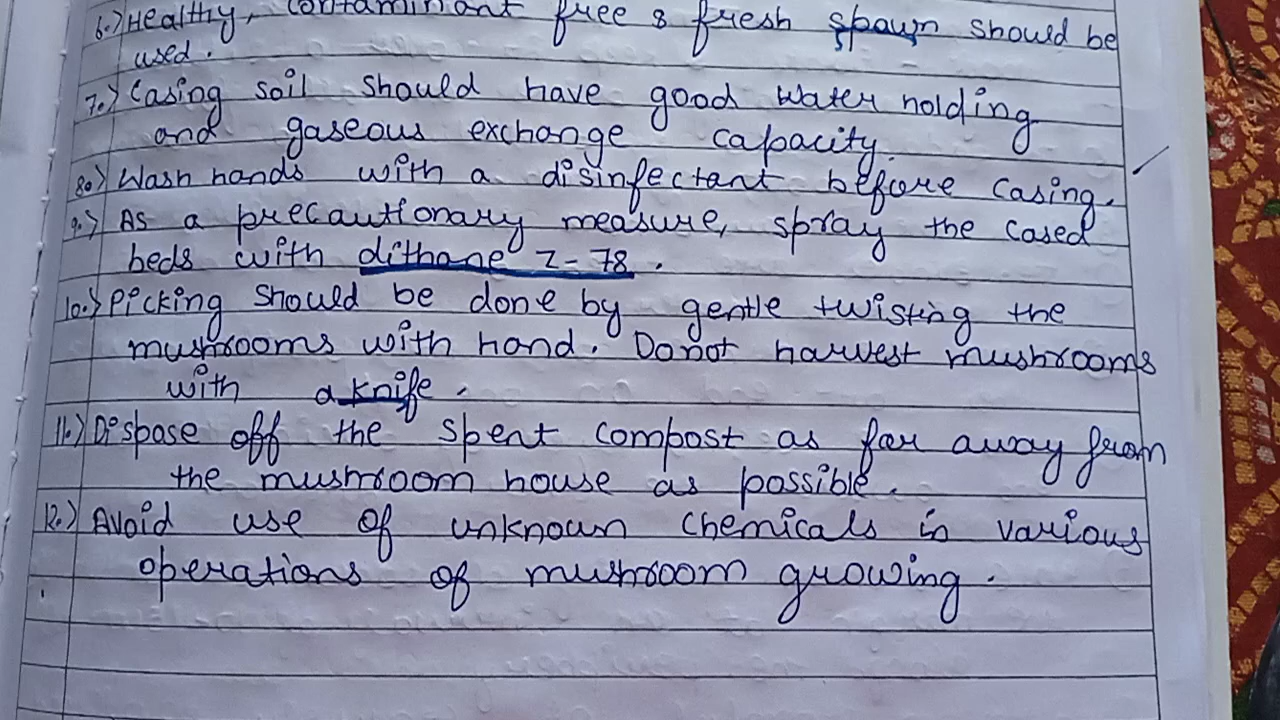 6.) Healthy, contaminant free & fresh spawn should be
used.
7.) Casing soil should have good water holding
and gaseous exchange capacity.
8.) Wash hands with a disinfectant before casing.
9.) As a precautionary measure, spray the cased
beds with dithane z-78.
10.) Picking should be done by gentle twisting the
mushrooms with hand. Do not harvest mushrooms
with a knife.
11.) Dispose off the spent compost as far away from
the mushroom house as possible.
12.) Avoid use of unknown chemicals in various
operations of mushroom growing.